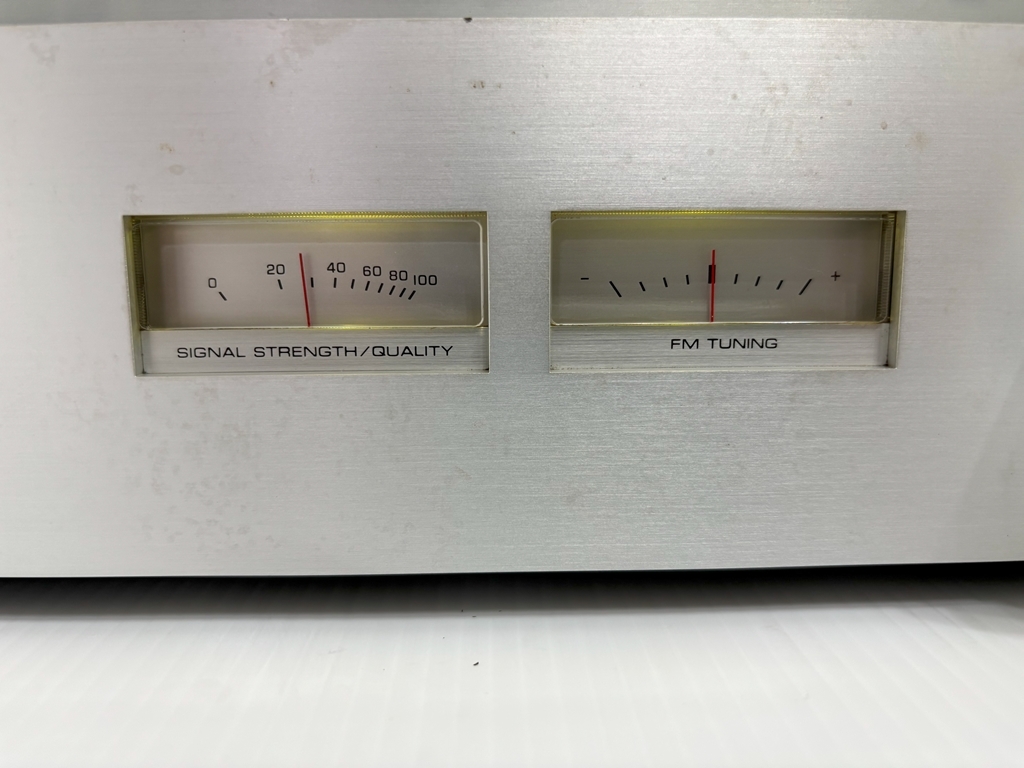 0 20 40 60 80 100
SIGNAL STRENGTH/QUALITY
- +
FM TUNING